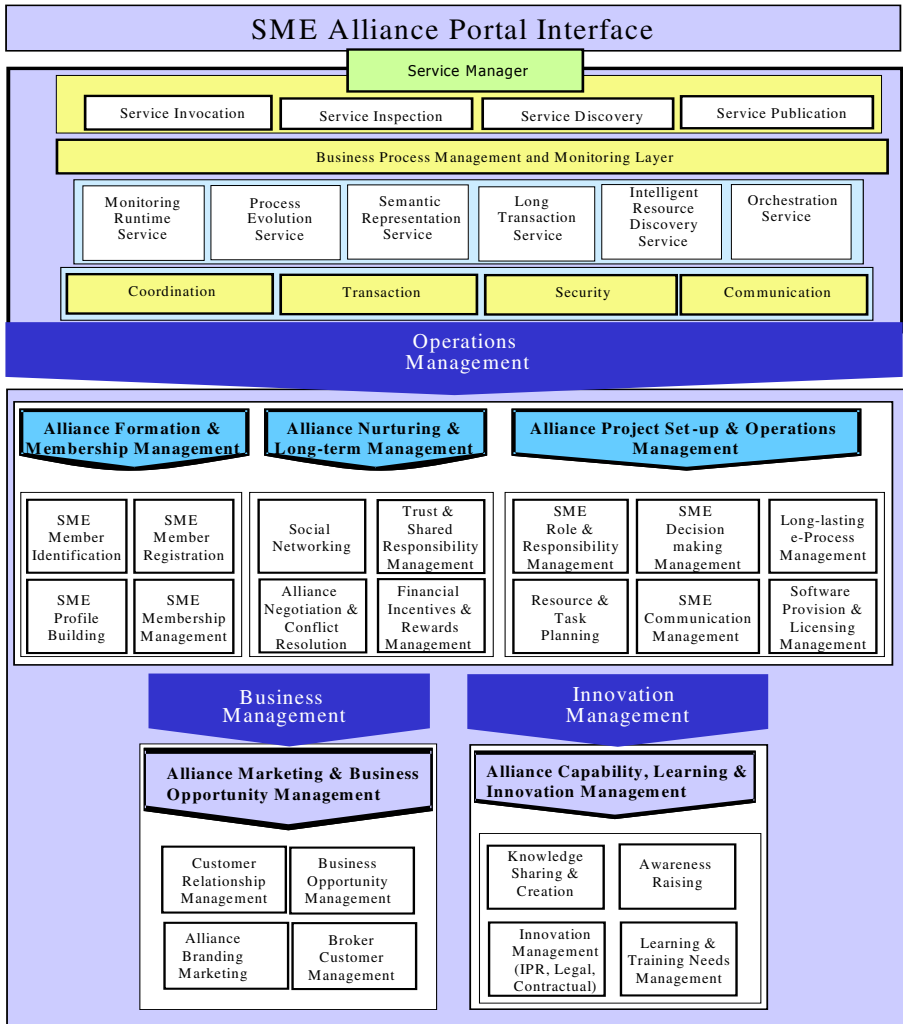 SME Alliance Portal Interface
Service Manager
Service Invocation
Service Inspection
Service Discovery
Service Publication
Business Process Management and Monitoring Layer
Monitoring
Runtime
Service
Process
Evolution
Service
Semantic
Representation
Service
Long
Transaction
Service
Intelligent
Resource
Discovery
Service
Orchestration
Service
Coordination
Transaction
Security
Communication
Operations
Management
Alliance Formation &
Membership Management
Alliance Nurturing &
Long-term Management
Alliance Project Set-up & Operations
Management
SME
Member
Identification
SME
Member
Registration
SME
Profile
Building
SME
Membership
Management
Social
Networking
Trust &
Shared
Responsibility
Management
Alliance
Negotiation &
Conflict
Resolution
Financial
Incentives &
Rewards
Management
SME
Role &
Responsibility
Management
SME
Decision
making
Management
Long-lasting
e-Process
Management
Resource &
Task
Planning
SME
Communication
Management
Software
Provision &
Licensing
Management
Business
Management
Innovation
Management
Alliance Marketing & Business
Opportunity Management
Alliance Capability, Learning &
Innovation Management
Customer
Relationship
Management
Business
Opportunity
Management
Alliance
Branding
Marketing
Broker
Customer
Management
Knowledge
Sharing &
Creation
Awareness
Raising
Innovation
Management
(IPR, Legal,
Contractual)
Learning &
Training Needs
Management